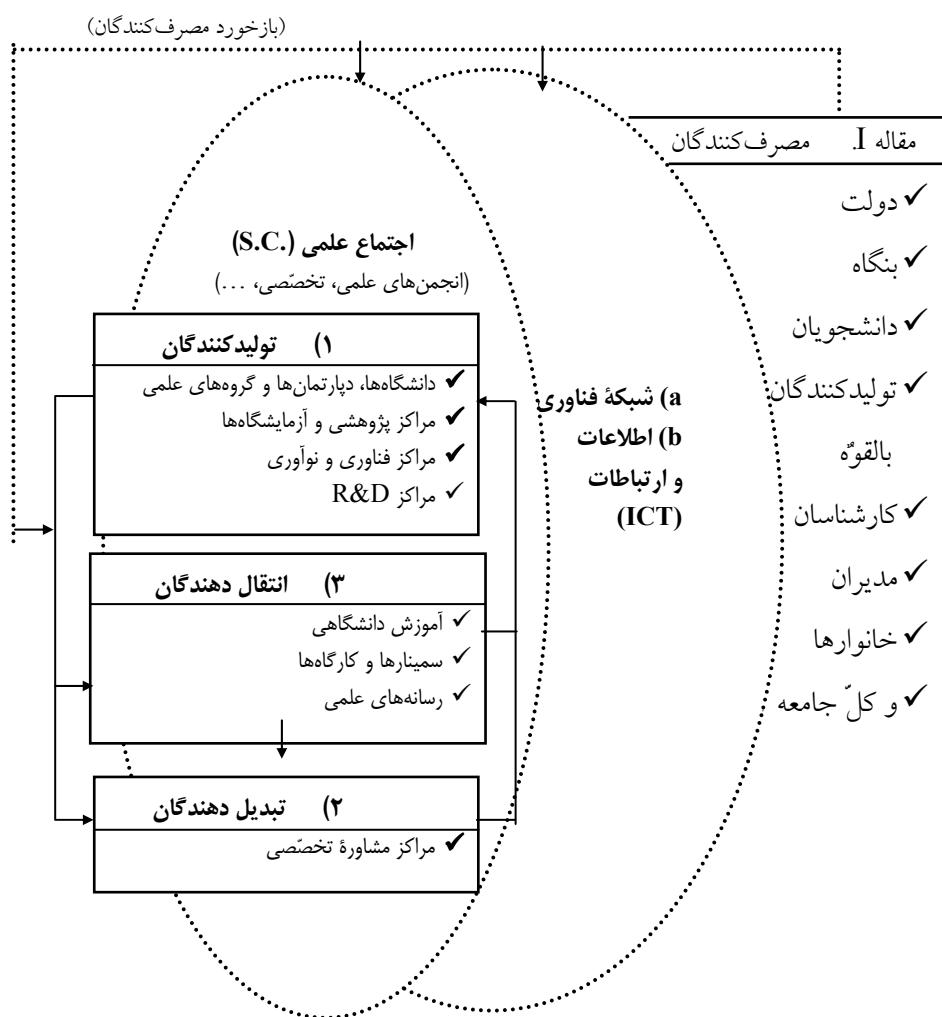 (بازخورد مصرف‌کنندگان)
مقاله I. مصرف‌کنندگان
✓ دولت
✓ بنگاه
✓ دانشجویان
✓ تولیدکنندگان
بالقوّه
✓ کارشناسان
✓ مدیران
✓ خانوارها
✓ و کلّ جامعه
اجتماع علمی (S.C.)
(انجمن‌های علمی، تخصّصی، ...)
۱) تولیدکنندگان
✓ دانشگاه‌ها، دپارتمان‌ها و گروه‌های علمی
✓ مراکز پژوهشی و آزمایشگاه‌ها
✓ مراکز فناوری و نوآوری
✓ مراکز R&D
a) شبکهٔ فناوری
b) اطلاعات
و ارتباطات
(ICT)
۳) انتقال دهندگان
✓ آموزش دانشگاهی
✓ سمینارها و کارگاه‌ها
✓ رسانه‌های علمی
۲) تبدیل دهندگان
✓ مراکز مشاورهٔ تخصّصی